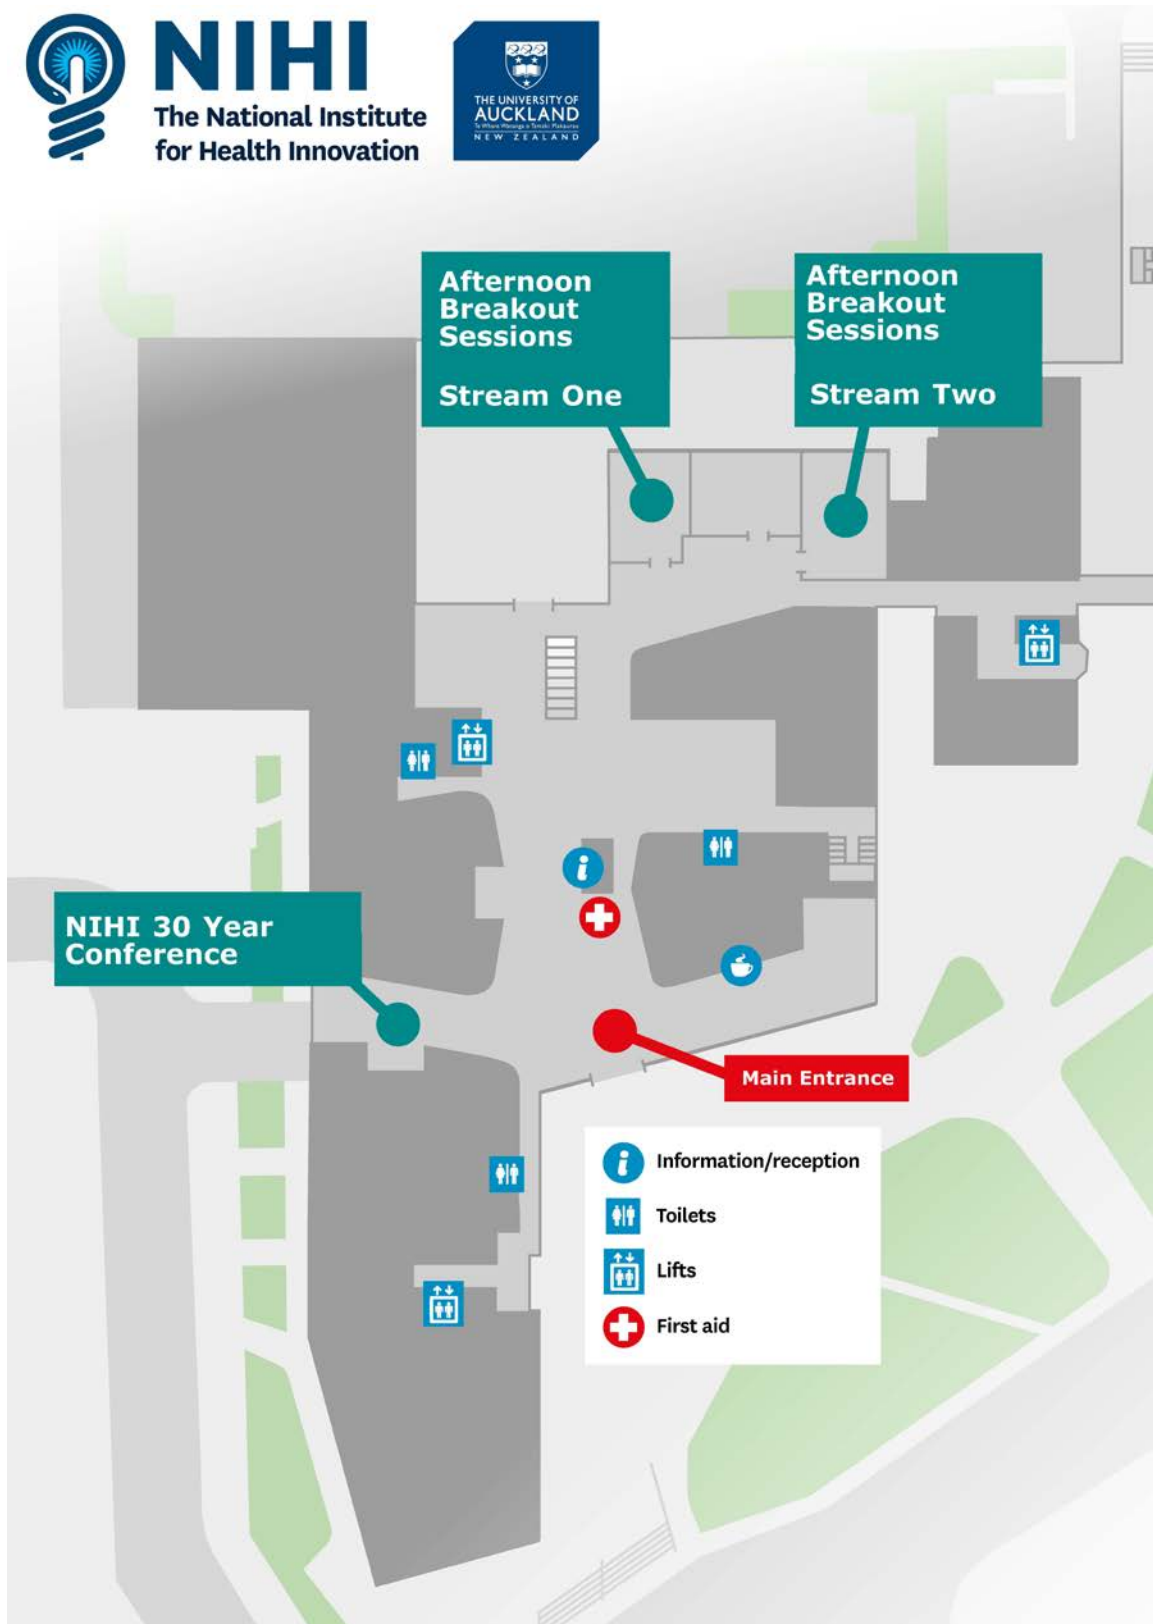 NIHI
The National Institute
for Health Innovation
THE UNIVERSITY OF
AUCKLAND
NEW ZEALAND
Afternoon
Breakout
Sessions
Stream One
Afternoon
Breakout
Sessions
Stream Two
NIHI 30 Year
Conference
Main Entrance
Information/reception
Toilets
Lifts
First aid